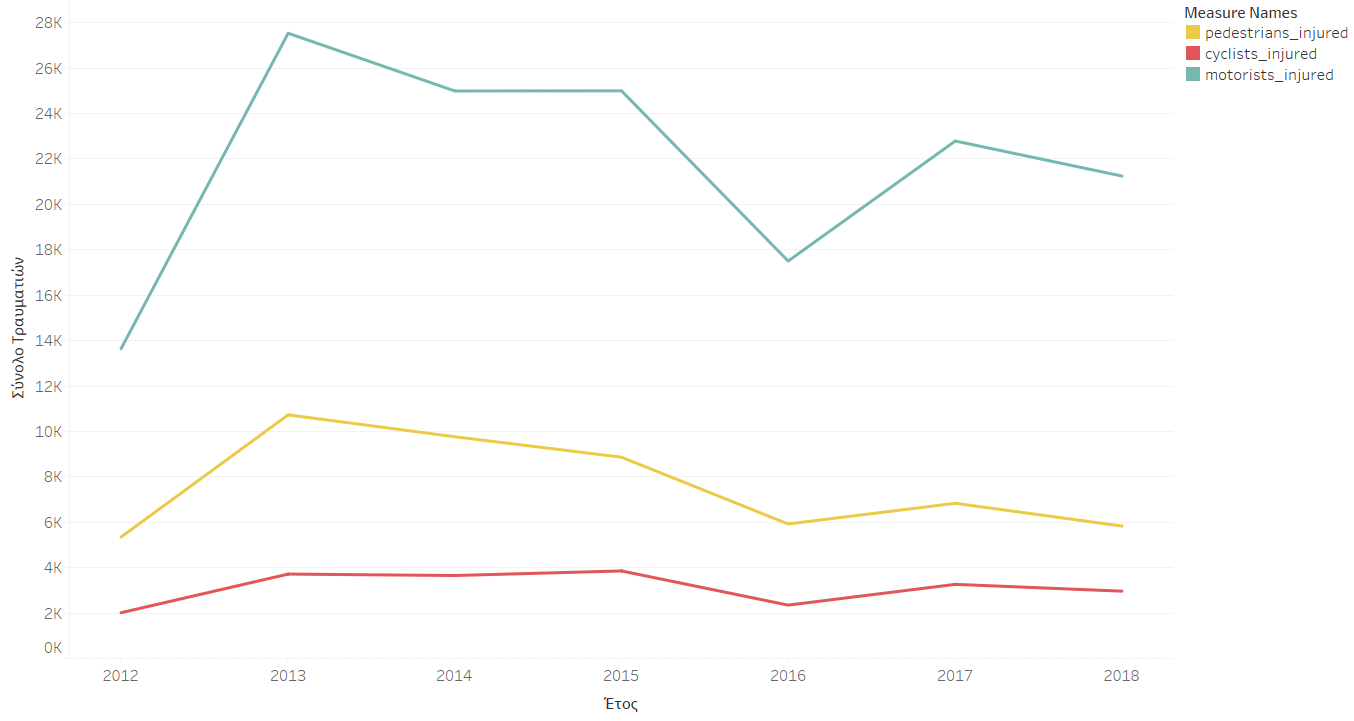 Measure Names
pedestrians_injured
cyclists_injured
motorists_injured
28K
26K
24K
22K
20K
18K
16K
14K
12K
10K
8K
6K
4K
2K
0K
Σύνολο Τραυματιών
2012 2013 2014 2015 2016 2017 2018
Έτος